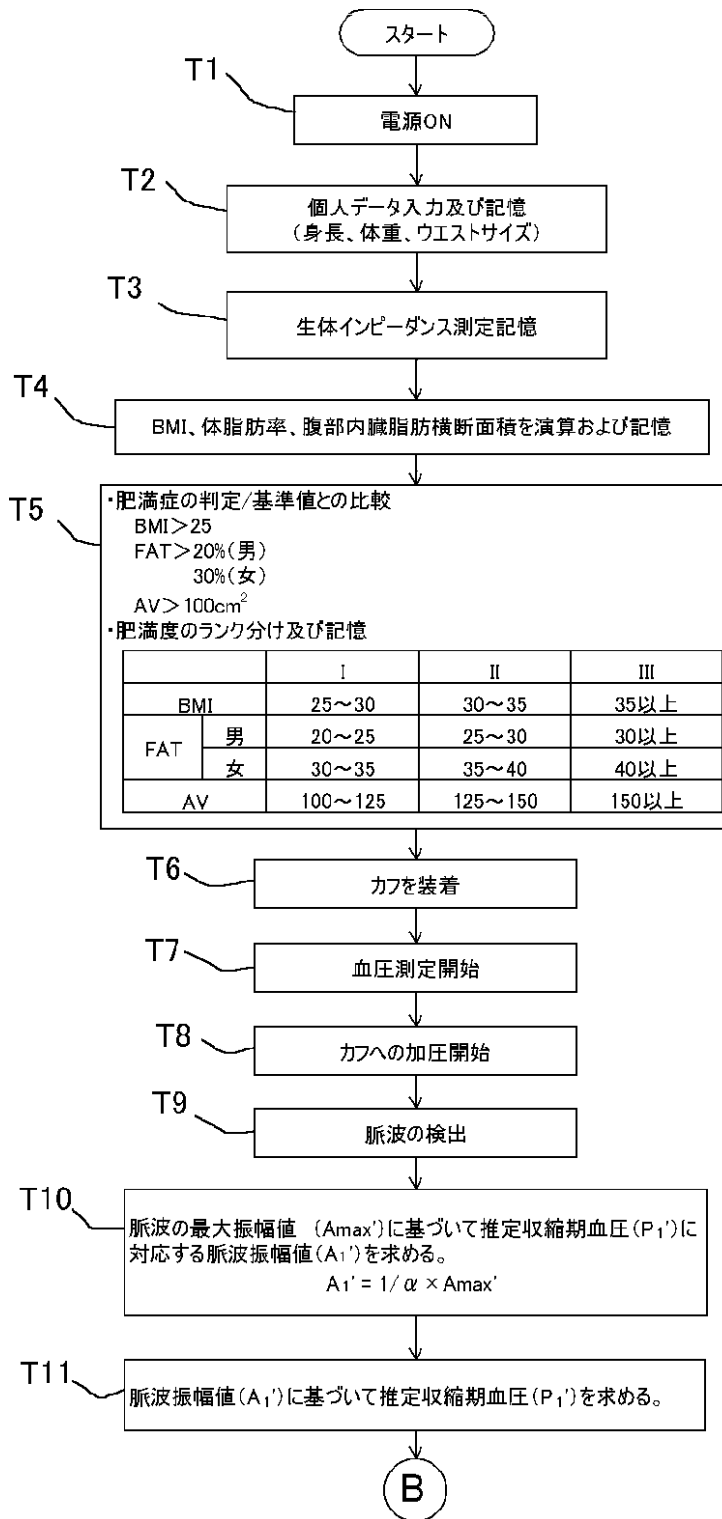 スタート
T1
電源ON
T2
個人データ入力及び記憶
(身長、体重、ウエストサイズ)
T3
生体インピーダンス測定記憶
T4
BMI、体脂肪率、腹部内臓脂肪横断面積を演算および記憶
T5
・肥満症の判定/基準値との比較
BMI＞25
FAT＞20%(男)
30%(女)
AV＞100cm²
・肥満度のランク分け及び記憶
I II III
BMI 25～30 30～35 35以上
FAT 男 20～25 25～30 30以上
女 30～35 35～40 40以上
AV 100～125 125～150 150以上
T6
カフを装着
T7
血圧測定開始
T8
カフへの加圧開始
T9
脈波の検出
T10
脈波の最大振幅値 (Amax')に基づいて推定収縮期血圧(P₁')に
対応する脈波振幅値(A₁')を求める。
A₁' = 1/α × Amax'
T11
脈波振幅値(A₁')に基づいて推定収縮期血圧(P₁')を求める。
B